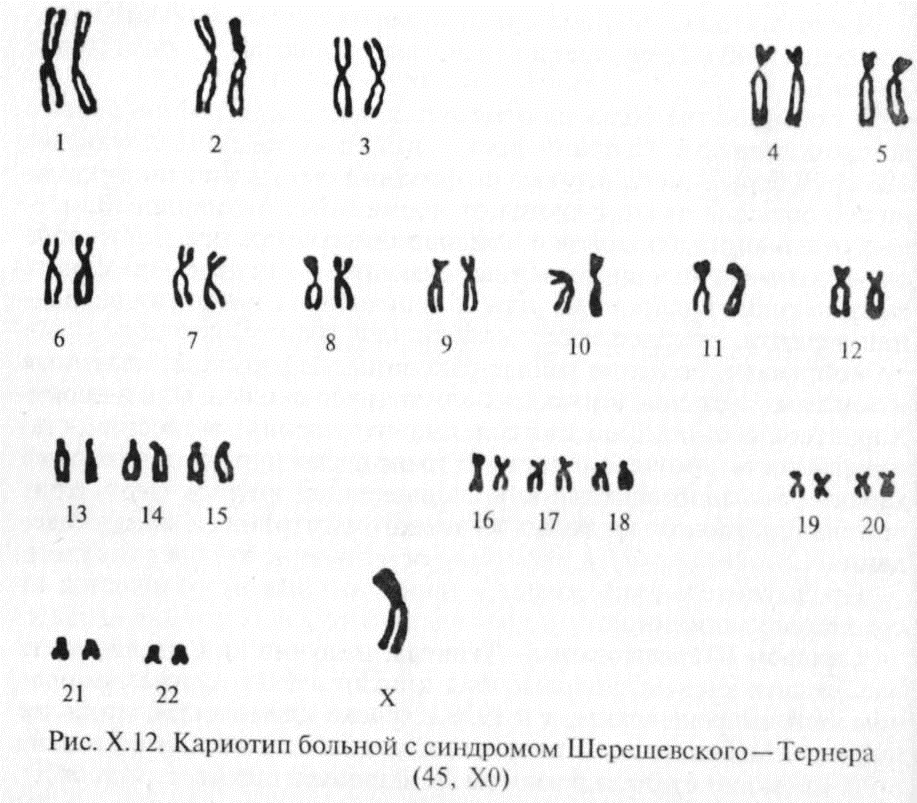 1 2 3 4 5
6 7 8 9 10 11 12
13 14 15 16 17 18 19 20
21 22 X
Рис. X.12. Кариотип больной с синдромом Шерешевского—Тернера
(45, X0)